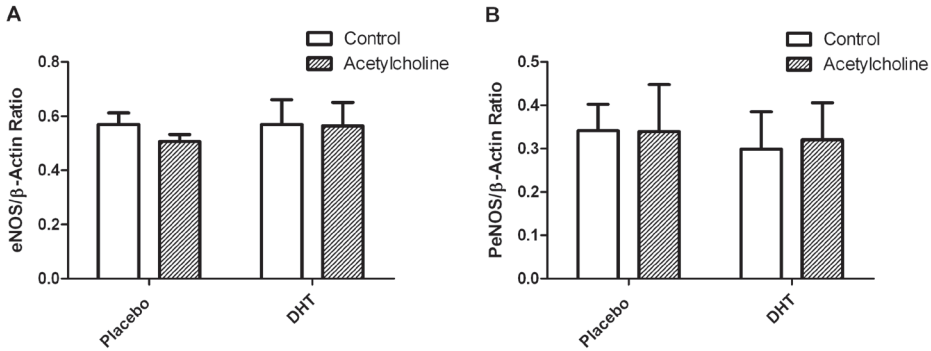 A
Control
Acetylcholine
eNOS/β-Actin Ratio
0.8
0.6
0.4
0.2
0.0
Placebo
DHT
B
Control
Acetylcholine
PeNOS/β-Actin Ratio
0.5
0.4
0.3
0.2
0.1
0.0
Placebo
DHT